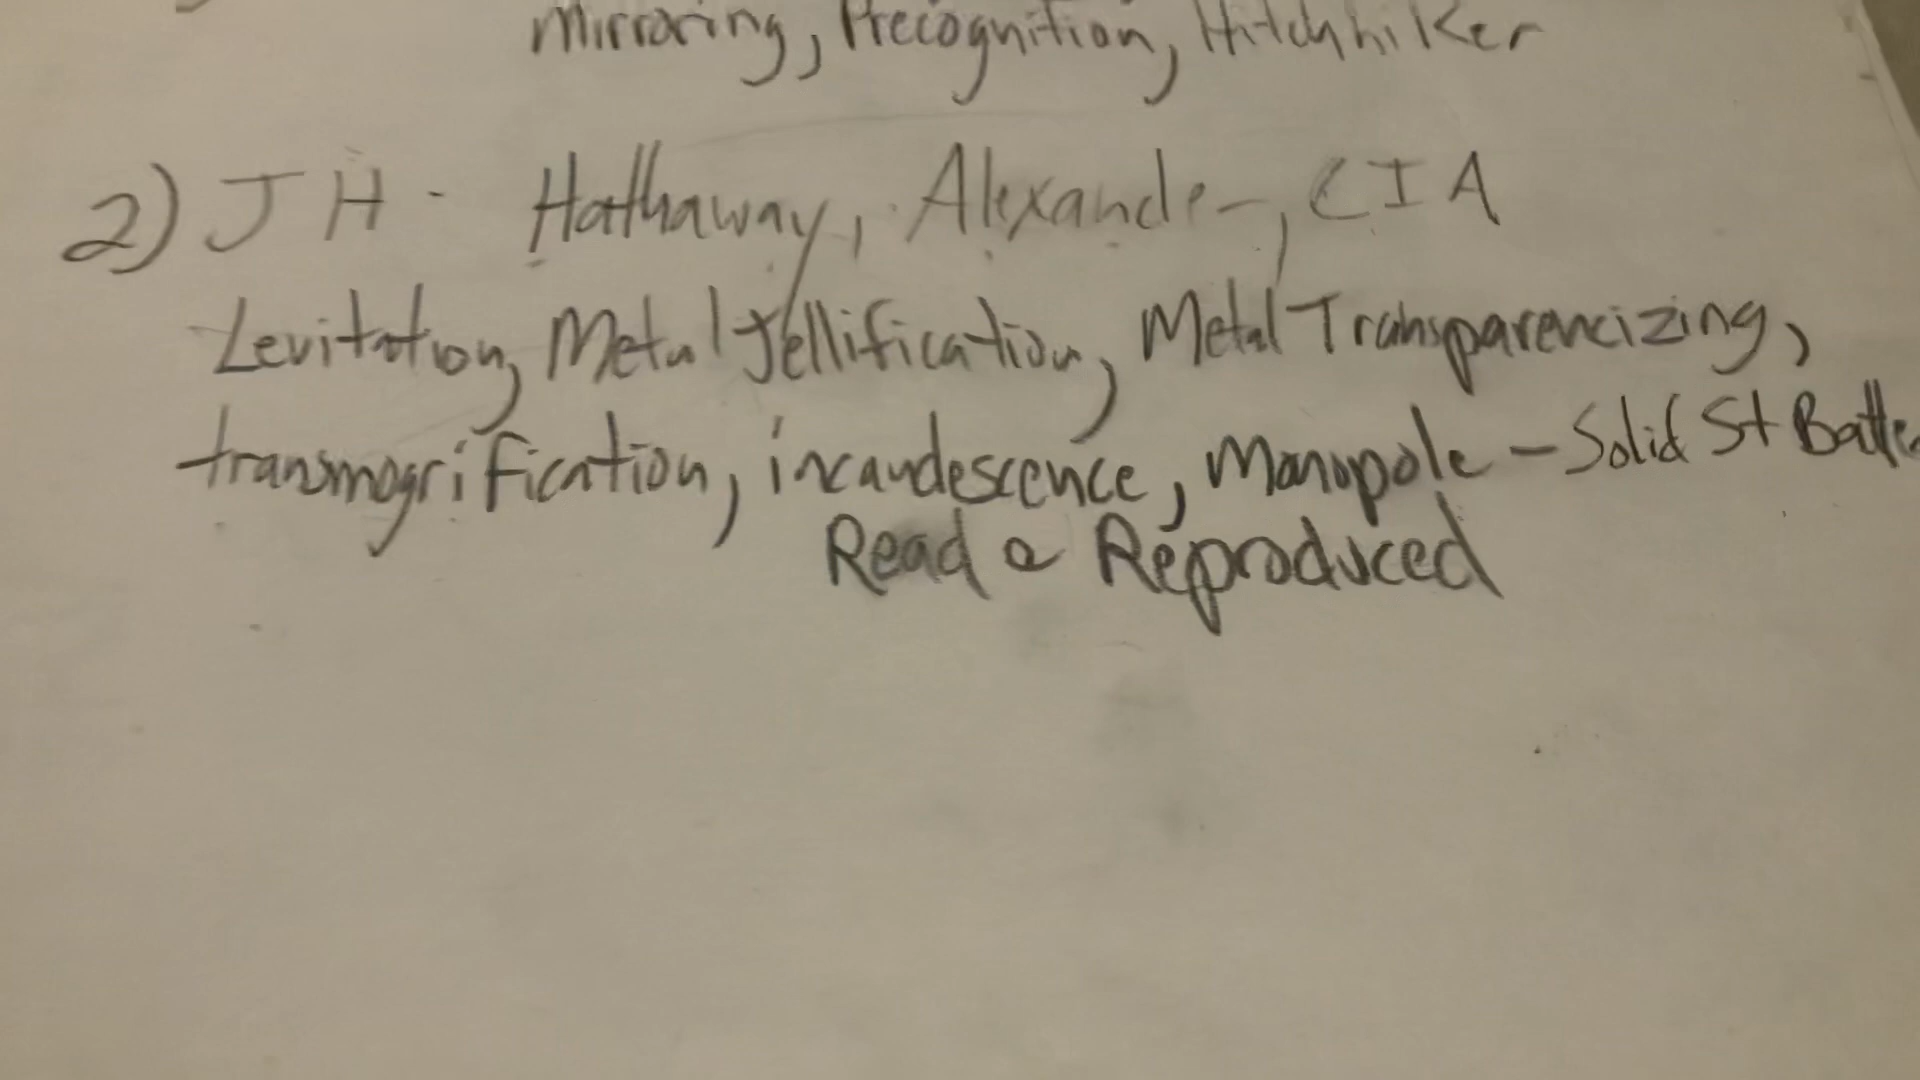 Mirroring, Precognition, Hitchhiker
2) JH - Hathaway, Alexander, CIA
Levitation, Metal Jellification, Metal Transparencizing,
transmogrification, incandescence, Monopole - Solid St Batter
Read & Reproduced